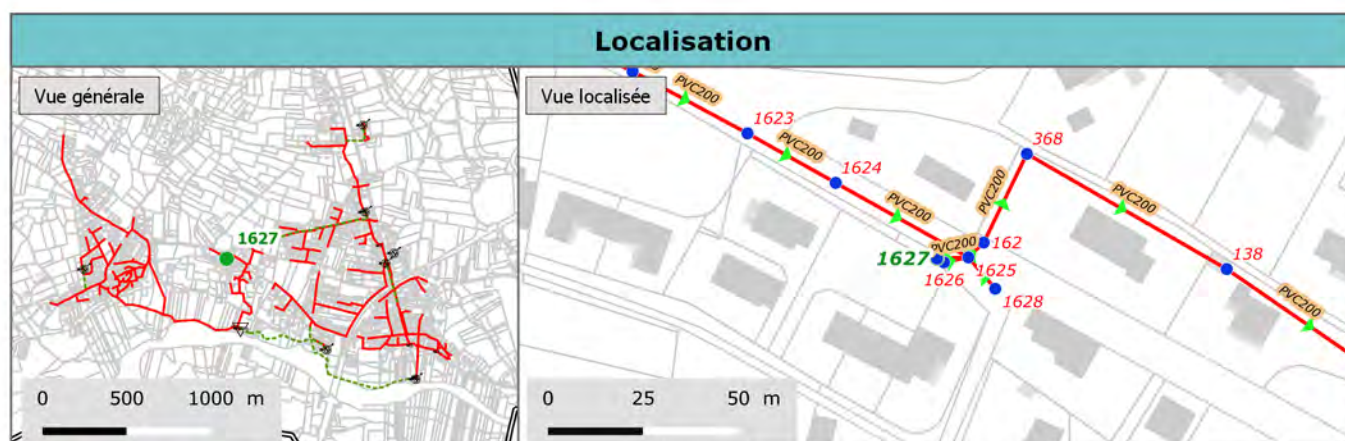 Localisation
Vue générale
1627
0 500 1000 m
Vue localisée
PVC200
1623
PVC200
1624
PVC200
368
PVC200
PVC200
162
PVC200
1627
1626
1625
1628
138
PVC200
0 25 50 m